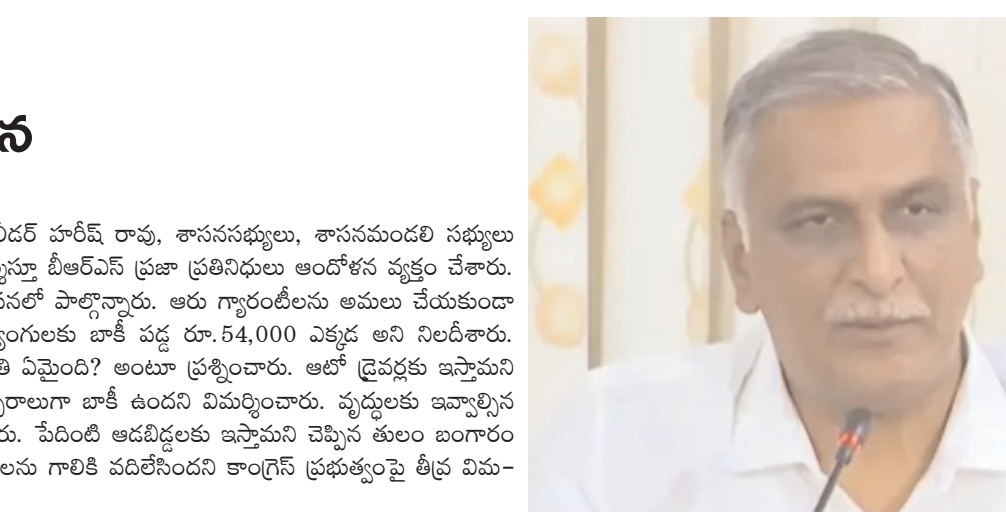 న
లీడర్ హరీష్ రావు, శాసనసభ్యులు, శాసనమండలి సభ్యులు
బీఆర్ఎస్ ప్రజా ప్రతినిధులు ఆందోళన వ్యక్తం చేశారు.
పాల్గొన్నారు. ఆరు గ్యారంటీలను అమలు చేయకుండా
బాకీ పడ్డ రూ.54,000 ఎక్కడ అని నిలదీశారు.
ఏమైంది? అంటూ ప్రశ్నించారు. ఆటో డ్రైవర్లకు ఇస్తామని
బాకీ ఉందని విమర్శించారు. వృద్ధులకు ఇవ్వాల్సిన
రు. పేదింటి ఆడబిడ్డలకు ఇస్తామని చెప్పిన తులం బంగారం
లను గాలికి వదిలేసిందని కాంగ్రెస్ ప్రభుత్వంపై తీవ్ర విమ-